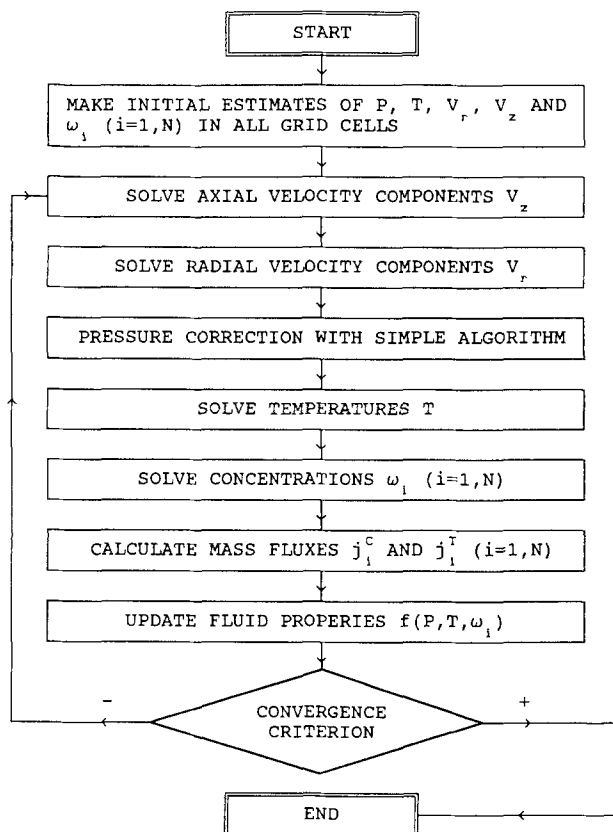 START
MAKE INITIAL ESTIMATES OF P, T, V_r, V_z AND
ω_i (i=1,N) IN ALL GRID CELLS
SOLVE AXIAL VELOCITY COMPONENTS V_z
SOLVE RADIAL VELOCITY COMPONENTS V_r
PRESSURE CORRECTION WITH SIMPLE ALGORITHM
SOLVE TEMPERATURES T
SOLVE CONCENTRATIONS ω_i (i=1,N)
CALCULATE MASS FLUXES j_i^C AND j_i^T (i=1,N)
UPDATE FLUID PROPERIES f(P,T,ω_i)
- +
CONVERGENCE
CRITERION
END